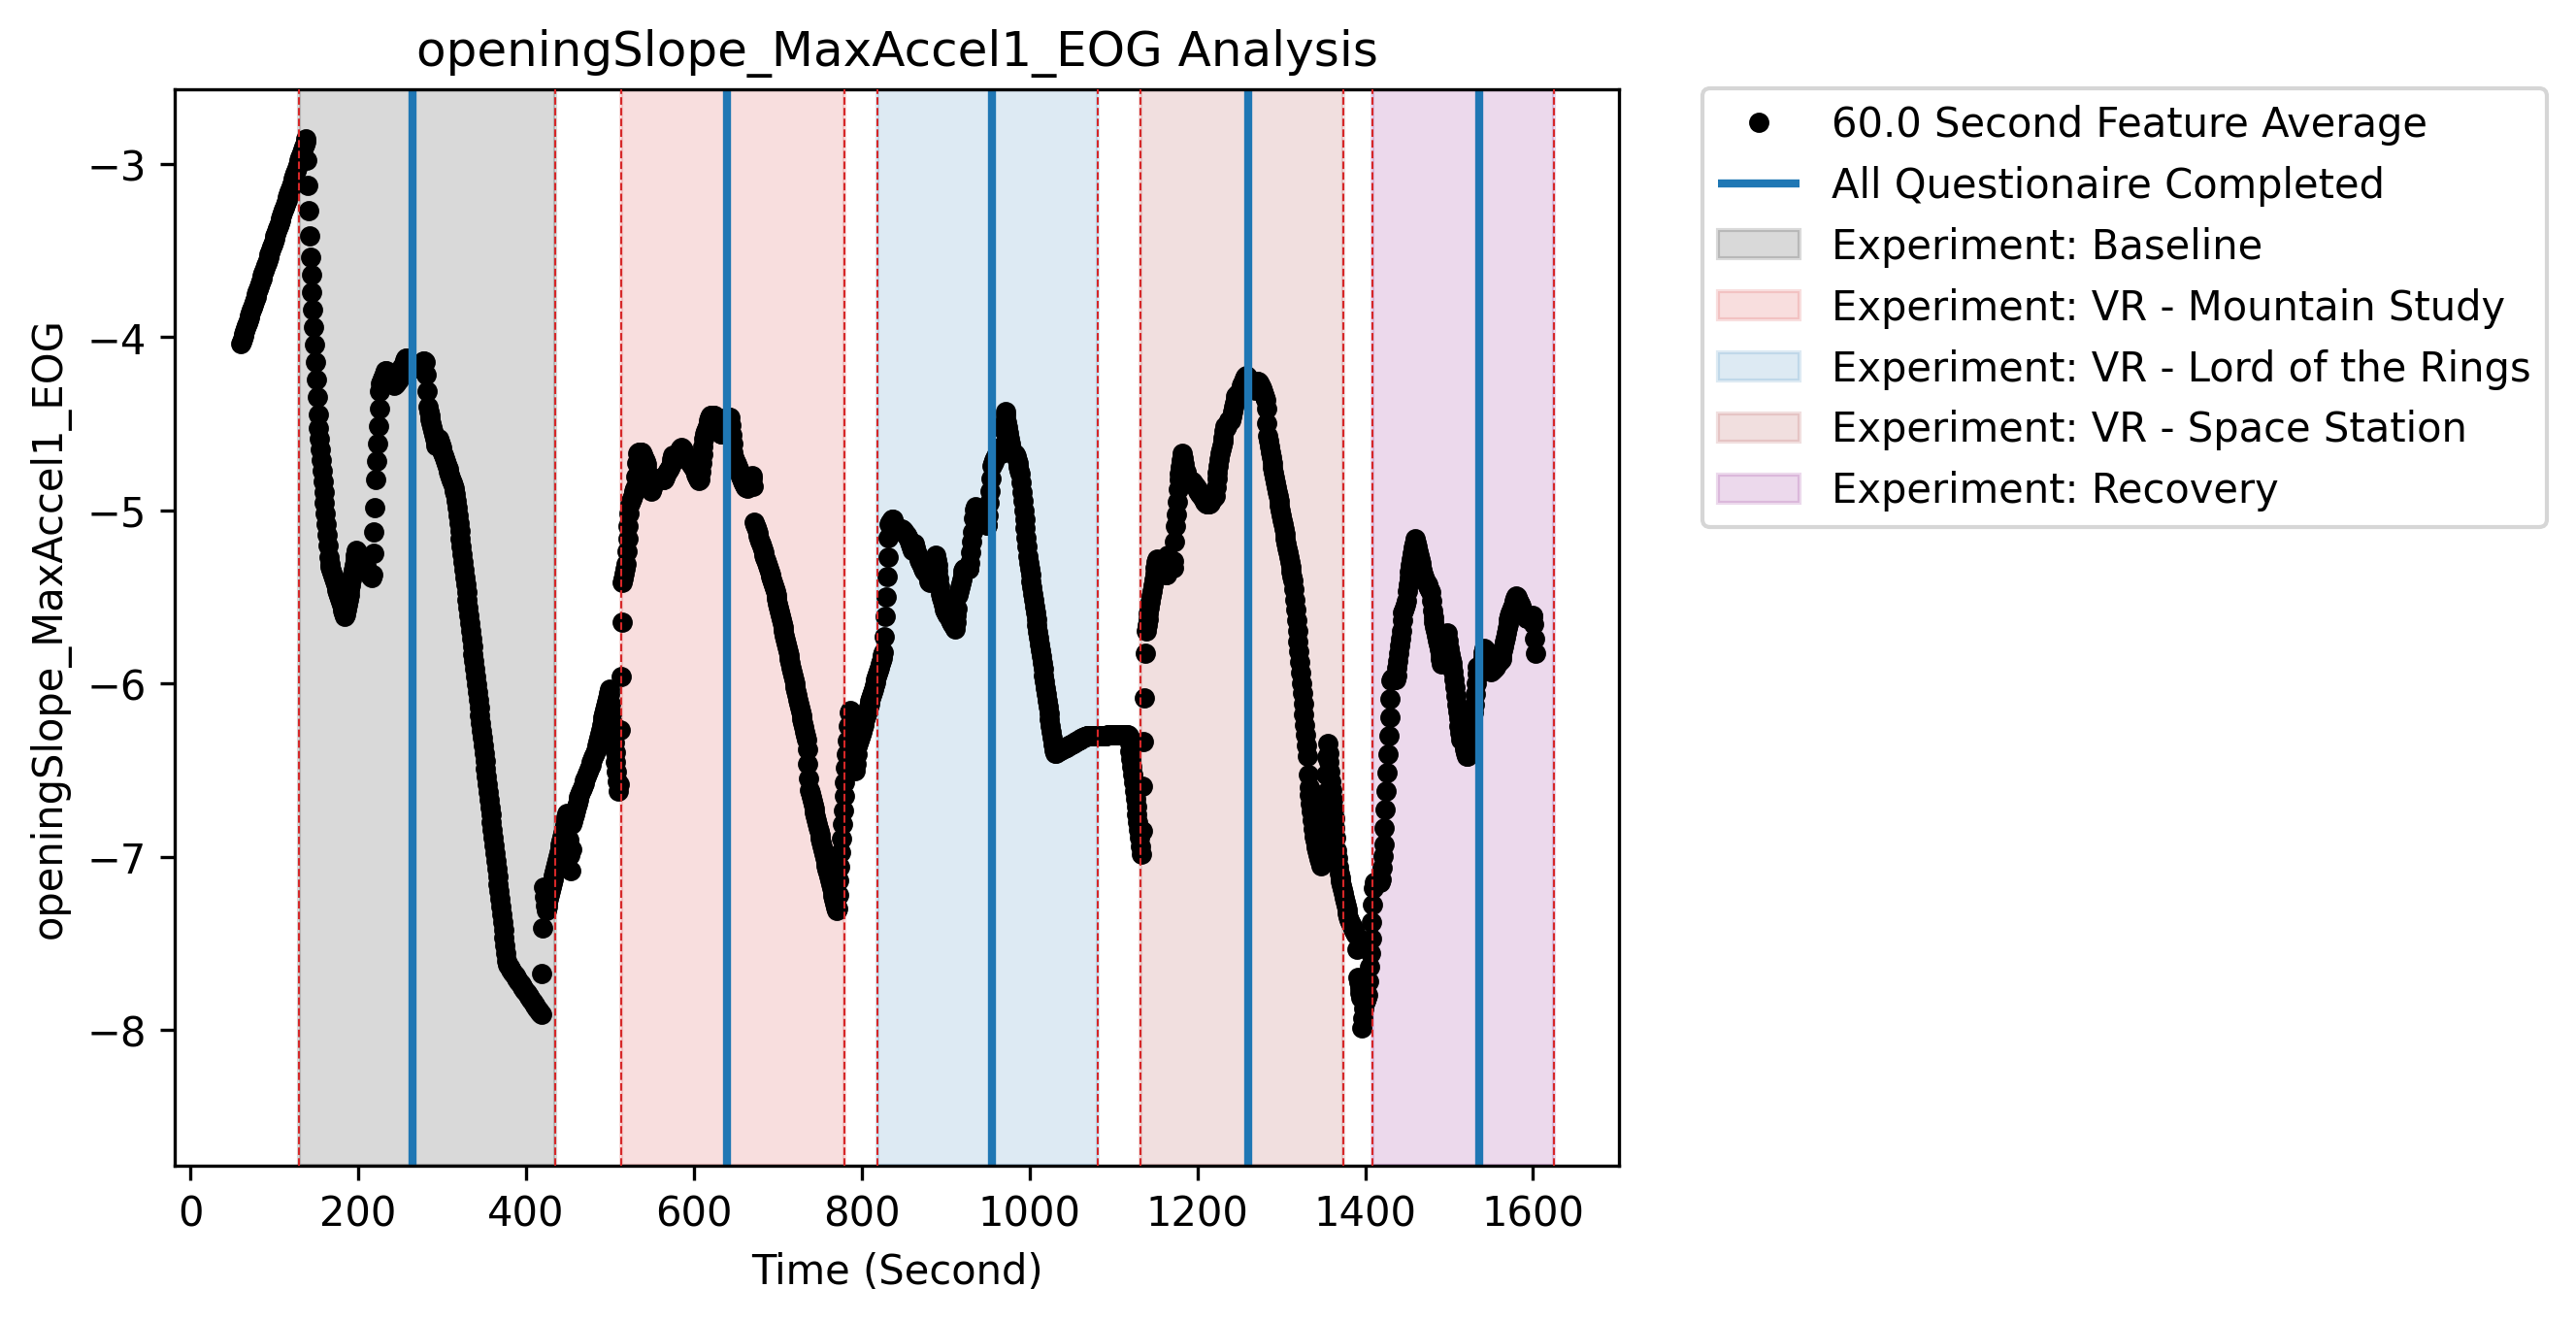 openingSlope_MaxAccel1_EOG Analysis
openingSlope_MaxAccel1_EOG
−3
−4
−5
−6
−7
−8
0 200 400 600 800 1000 1200 1400 1600
Time (Second)
60.0 Second Feature Average
All Questionaire Completed
Experiment: Baseline
Experiment: VR - Mountain Study
Experiment: VR - Lord of the Rings
Experiment: VR - Space Station
Experiment: Recovery